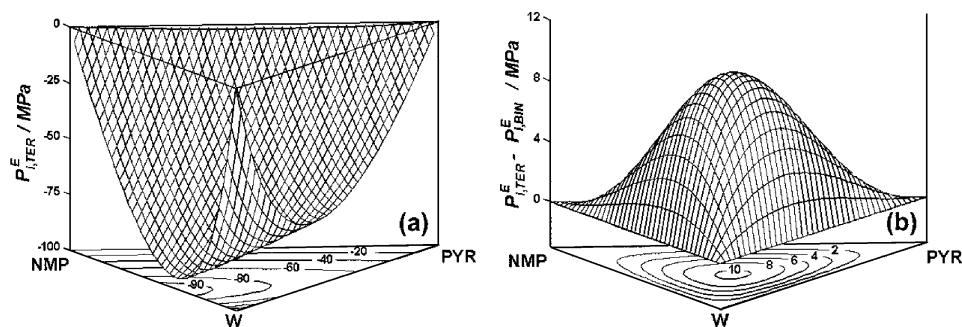 P^E_{i,TER} / MPa
0
-25
-50
-75
-100
NMP
W
PYR
-90
-80
-60
-40
-20
(a)
P^E_{i,TER} - P^E_{i,BIN} / MPa
12
8
4
0
NMP
W
PYR
10
8
6
4
2
(b)